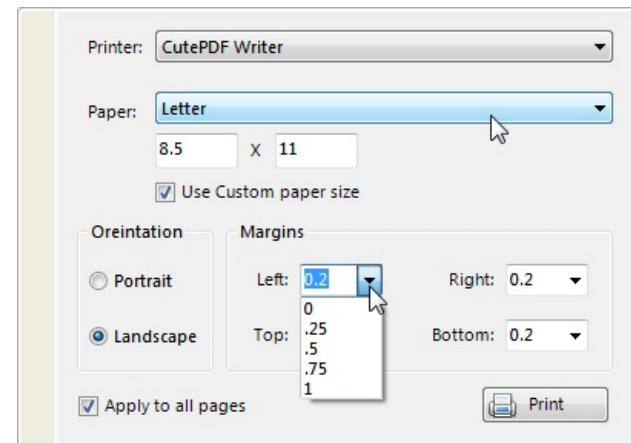 Printer: CutePDF Writer
Paper: Letter
8.5 X 11
Use Custom paper size
Oreintation Margins
Portrait Left: 0.2 Right: 0.2
0
.25
Landscape Top: .5 Bottom: 0.2
.75
1
Apply to all pages Print